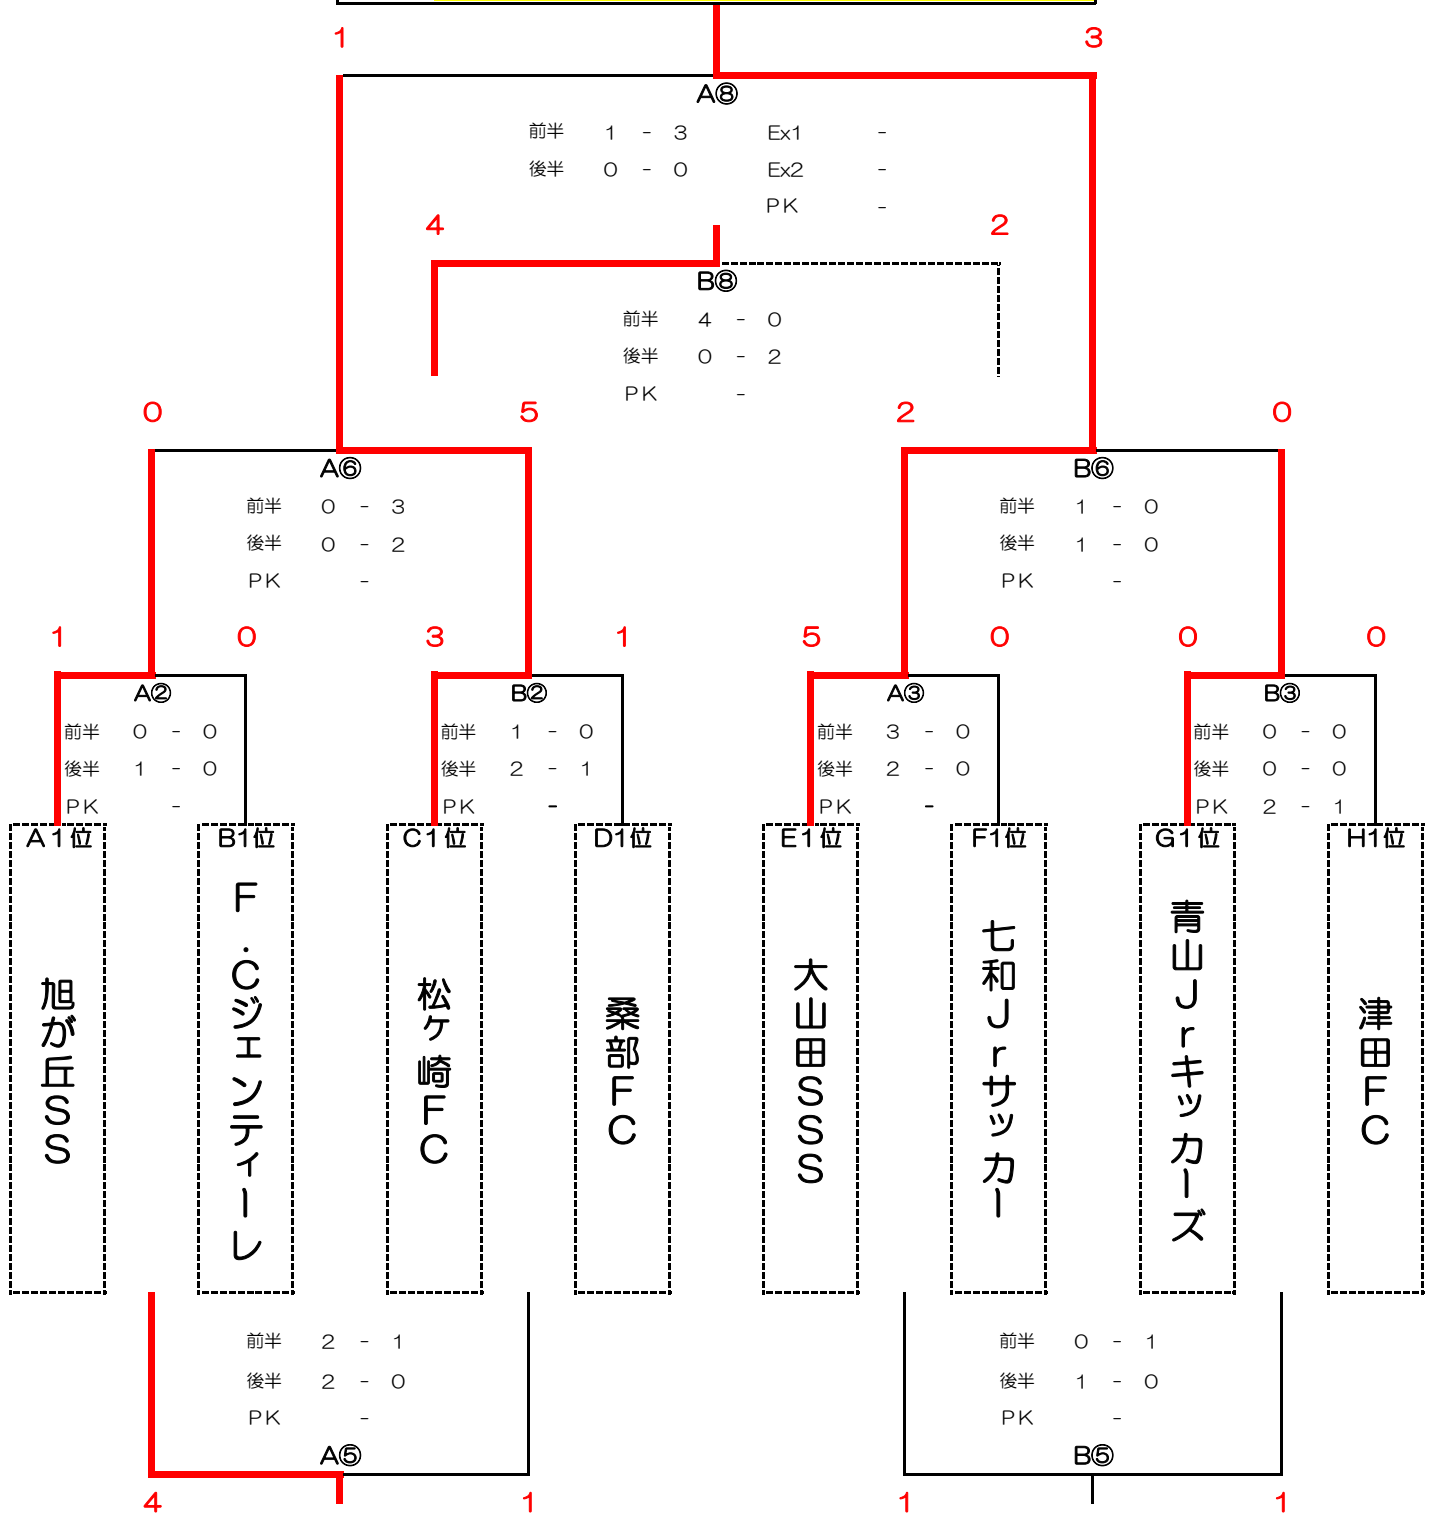 1 3
A⑧
前半 1 - 3 Ex1 -
後半 0 - 0 Ex2 -
PK -
4 2
B⑧
前半 4 - 0
後半 0 - 2
PK -
0 5 2 0
A⑥ B⑥
前半 0 - 3 前半 1 - 0
後半 0 - 2 後半 1 - 0
PK - PK -
1 0 3 1 5 0 0 0
A② B② A③ B③
前半 0 - 0 前半 1 - 0 前半 3 - 0 前半 0 - 0
後半 1 - 0 後半 2 - 1 後半 2 - 0 後半 0 - 0
PK - PK - PK - PK 2 - 1
A1位 B1位 C1位 D1位 E1位 F1位 G1位 H1位
旭が丘SS
F.Cジェンティーレ
松ヶ崎FC
桑部FC
大山田SSS
七和Jrサッカー
青山Jrキッカーズ
津田FC
前半 2 - 1 前半 0 - 1
後半 2 - 0 後半 1 - 0
PK - PK -
A⑤ B⑤
4 1 1 1